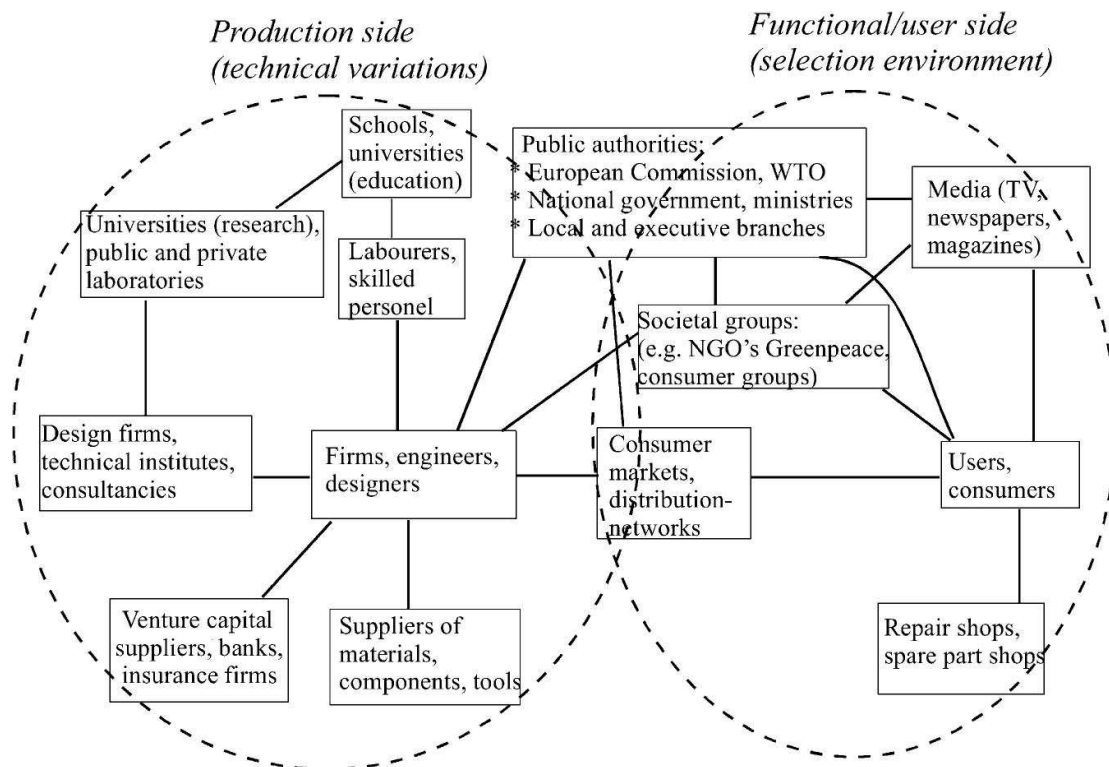 Production side
(technical variations)
Functional/user side
(selection environment)
Schools,
universities
(education)
Public authorities:
* European Commission, WTO
* National government, ministries
* Local and executive branches
Media (TV,
newspapers,
magazines)
Universities (research),
public and private
laboratories
Labourers,
skilled
personel
Societal groups:
(e.g. NGO's Greenpeace,
consumer groups)
Design firms,
technical institutes,
consultancies
Firms, engineers,
designers
Consumer
markets,
distribution-
networks
Users,
consumers
Venture capital
suppliers, banks,
insurance firms
Suppliers of
materials,
components, tools
Repair shops,
spare part shops